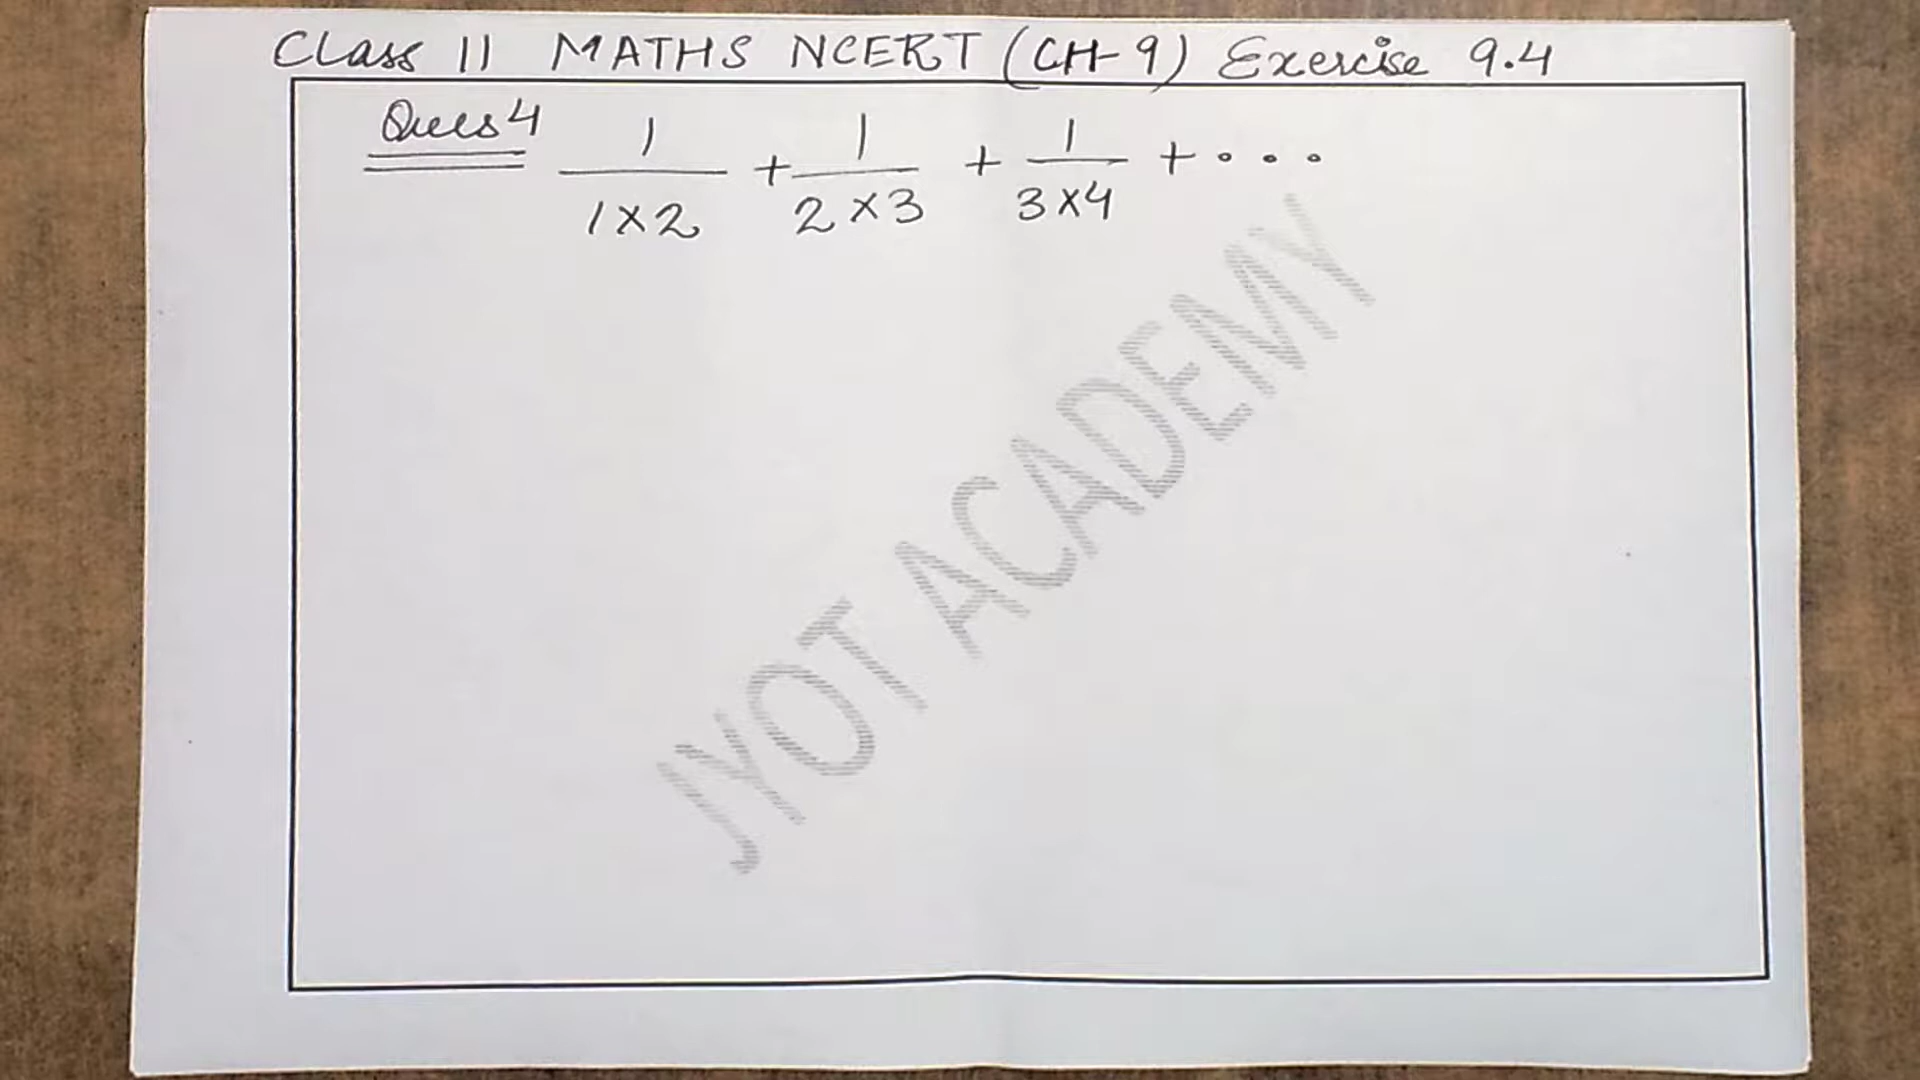 Class 11 MATHS NCERT (CH-9) Exercise 9.4
Ques 4 1/1×2 + 1/2×3 + 1/3×4 + ...
JYOT ACADEMY